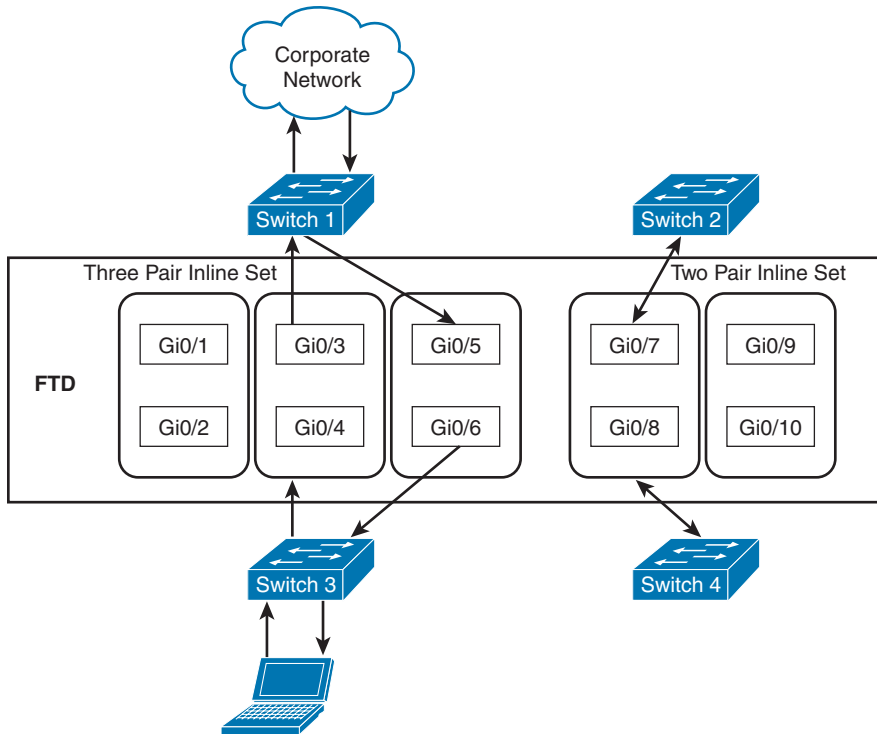 Corporate
Network
Switch 1
Switch 2
Three Pair Inline Set
Two Pair Inline Set
Gi0/1
Gi0/3
Gi0/5
Gi0/7
Gi0/9
FTD
Gi0/2
Gi0/4
Gi0/6
Gi0/8
Gi0/10
Switch 3
Switch 4